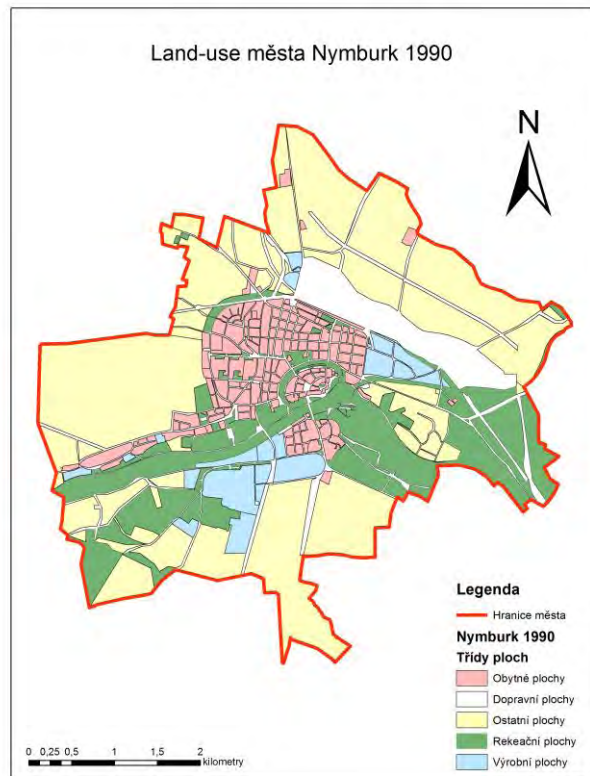 Land-use města Nymburk 1990
N
Legenda
Hranice města
Nymburk 1990
Třídy ploch
Obytné plochy
Dopravní plochy
Ostatní plochy
Rekeační plochy
Výrobní plochy
0 0,25 0,5 1 1,5 2
kilometry